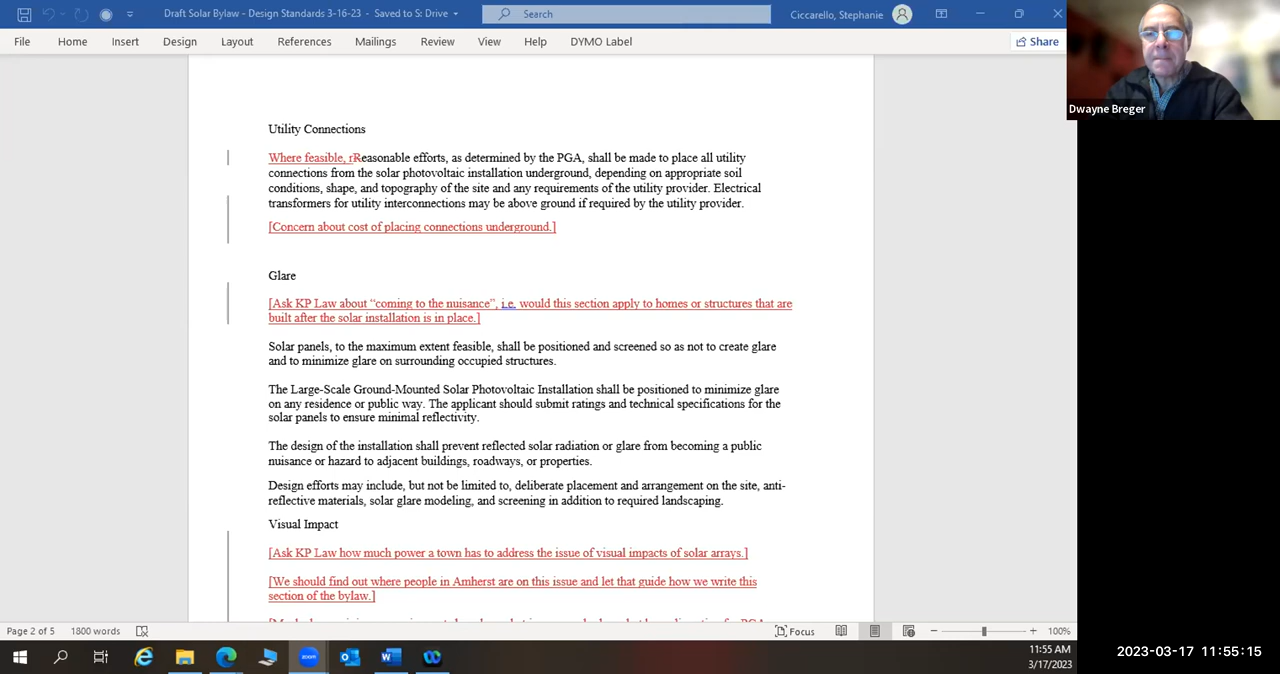 Draft Solar Bylaw - Design Standards 3-16-23 - Saved to S: Drive
Search
Ciccarello, Stephanie
File Home Insert Design Layout References Mailings Review View Help DYMO Label
Share
Dwayne Breger
Utility Connections
Where feasible, rReasonable efforts, as determined by the PGA, shall be made to place all utility
connections from the solar photovoltaic installation underground, depending on appropriate soil
conditions, shape, and topography of the site and any requirements of the utility provider. Electrical
transformers for utility interconnections may be above ground if required by the utility provider.
[Concern about cost of placing connections underground.]
Glare
[Ask KP Law about “coming to the nuisance”, i.e. would this section apply to homes or structures that are
built after the solar installation is in place.]
Solar panels, to the maximum extent feasible, shall be positioned and screened so as not to create glare
and to minimize glare on surrounding occupied structures.
The Large-Scale Ground-Mounted Solar Photovoltaic Installation shall be positioned to minimize glare
on any residence or public way. The applicant should submit ratings and technical specifications for the
solar panels to ensure minimal reflectivity.
The design of the installation shall prevent reflected solar radiation or glare from becoming a public
nuisance or hazard to adjacent buildings, roadways, or properties.
Design efforts may include, but not be limited to, deliberate placement and arrangement on the site, anti-
reflective materials, solar glare modeling, and screening in addition to required landscaping.
Visual Impact
[Ask KP Law how much power a town has to address the issue of visual impacts of solar arrays.]
[We should find out where people in Amherst are on this issue and let that guide how we write this
section of the bylaw.]
Page 2 of 5 1800 words
Focus
100%
zoom
11:55 AM
3/17/2023
2023-03-17 11:55:15